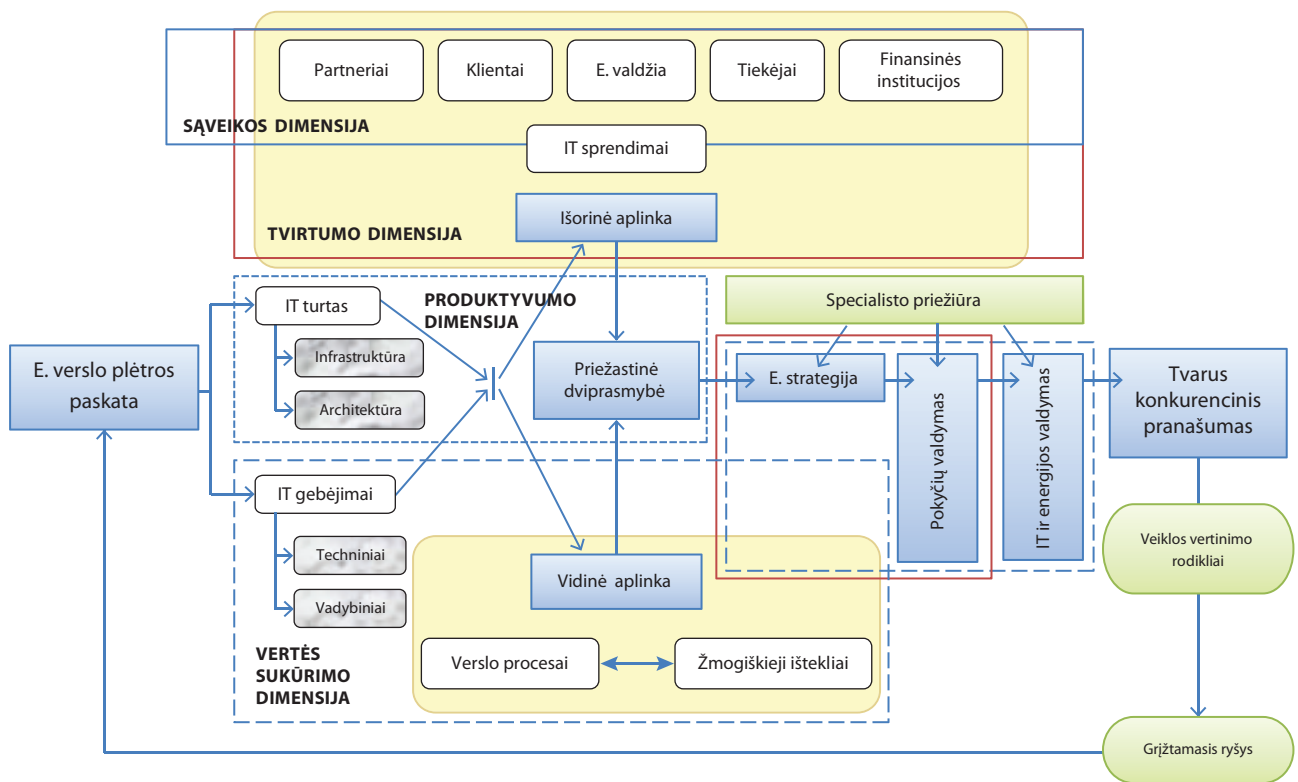 Partneriai
Klientai
E. valdžia
Tiekėjai
Finansinės
institucijos
SĄVEIKOS DIMENSIJA
IT sprendimai
Išorinė aplinka
TVIRTUMO DIMENSIJA
IT turtas
PRODUKTYVUMO
DIMENSIJA
Specialisto priežiūra
Infrastruktūra
Architektūra
E. verslo plėtros
paskata
Priežastinė
dviprasmybė
E. strategija
Pokyčių valdymas
IT ir energijos valdymas
Tvarus
konkurencinis
pranašumas
IT gebėjimai
Techniniai
Vadybiniai
Vidinė aplinka
Veiklos vertinimo
rodikliai
VERTĖS
SUKŪRIMO
DIMENSIJA
Verslo procesai
Žmogiškieji ištekliai
Grįžtamasis ryšys